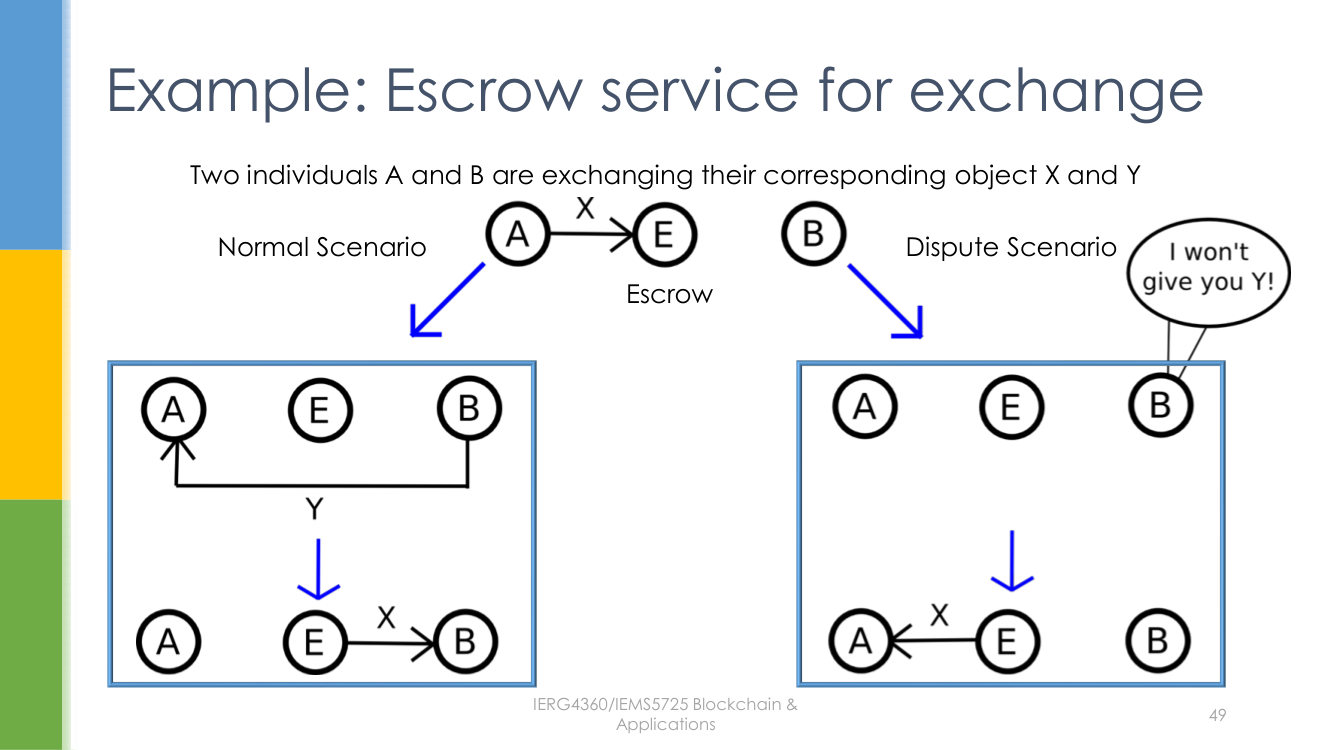 Example: Escrow service for exchange
Two individuals A and B are exchanging their corresponding object X and Y
Normal Scenario
A
X
E
B
Dispute Scenario
I won't
give you Y!
Escrow
A
E
B
Y
A
E
X
B
A
E
B
A
X
E
B
IERG4360/IEMS5725 Blockchain &
Applications
49